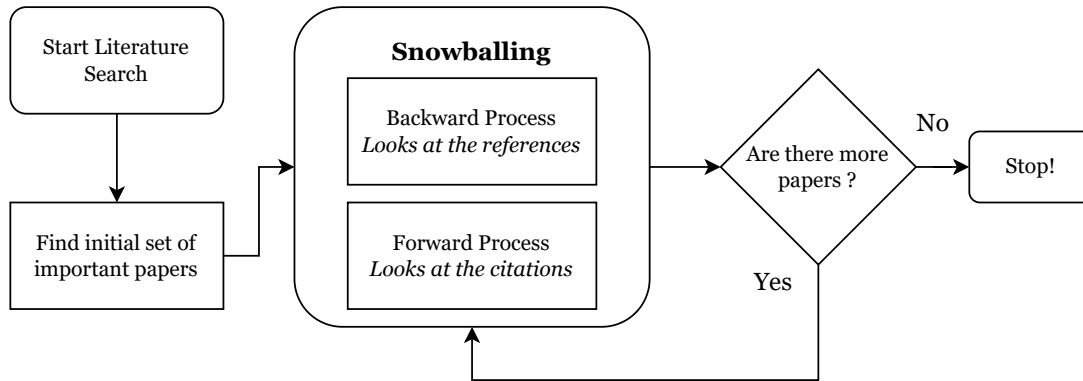 Start Literature
Search
Find initial set of
important papers
Snowballing
Backward Process
Looks at the references
Forward Process
Looks at the citations
Are there more
papers ?
No
Yes
Stop!